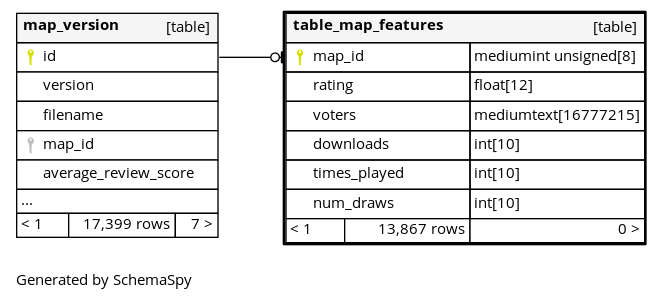 map_version [table]
id
version
filename
map_id
average_review_score
...
< 1 17,399 rows 7 >
table_map_features [table]
map_id mediumint unsigned[8]
rating float[12]
voters mediumtext[16777215]
downloads int[10]
times_played int[10]
num_draws int[10]
< 1 13,867 rows 0 >
Generated by SchemaSpy